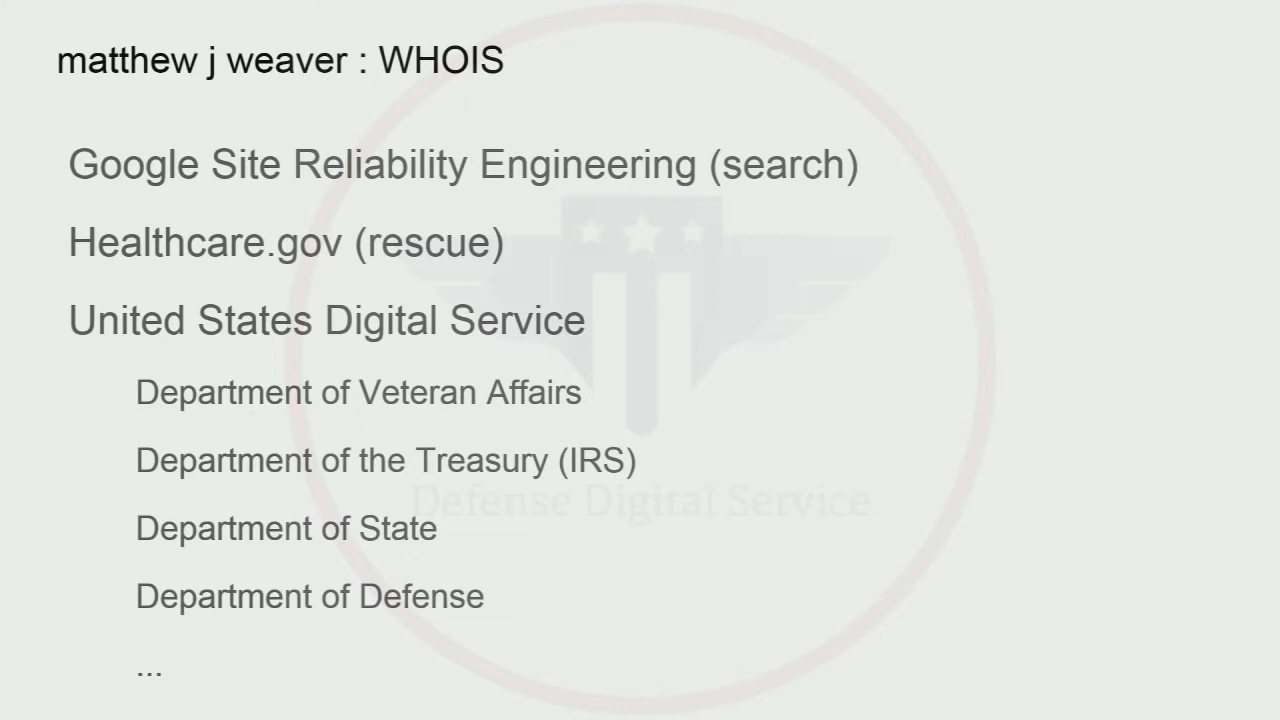 matthew j weaver : WHOIS
Google Site Reliability Engineering (search)
Healthcare.gov (rescue)
United States Digital Service
Department of Veteran Affairs
Department of the Treasury (IRS)
Defense Digital Service
Department of State
Department of Defense
...